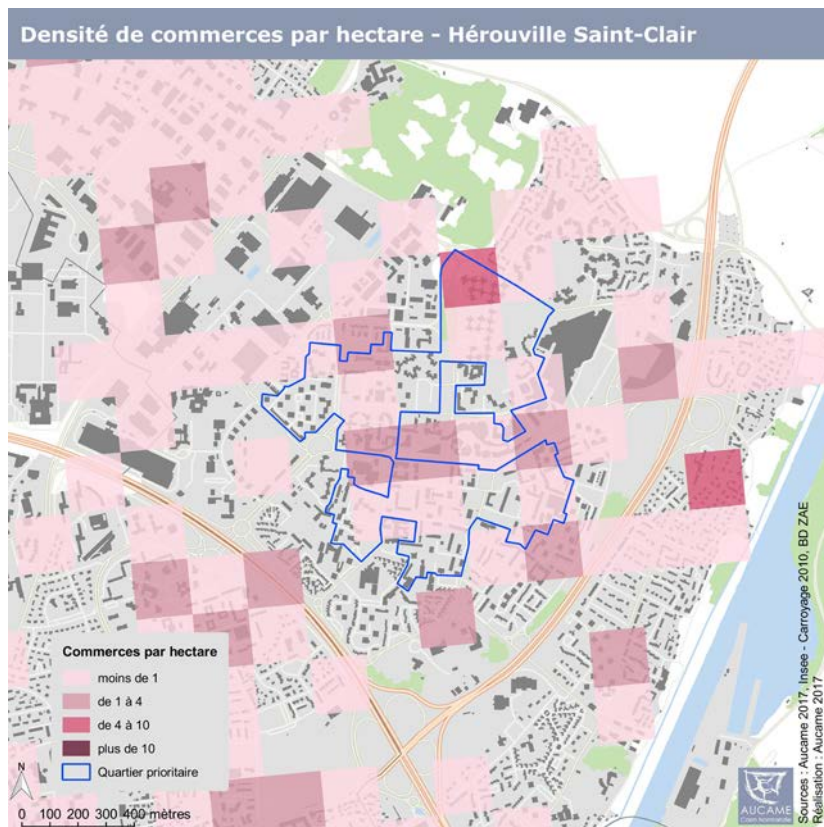 Densité de commerces par hectare - Hérouville Saint-Clair
Commerces par hectare
moins de 1
de 1 à 4
de 4 à 10
plus de 10
Quartier prioritaire
N
0 100 200 300 400 mètres
Sources : Aucame 2017, Insee - Carroyage 2010, BD ZAE
Réalisation : Aucame 2017
AUCAME
Caen Normandie